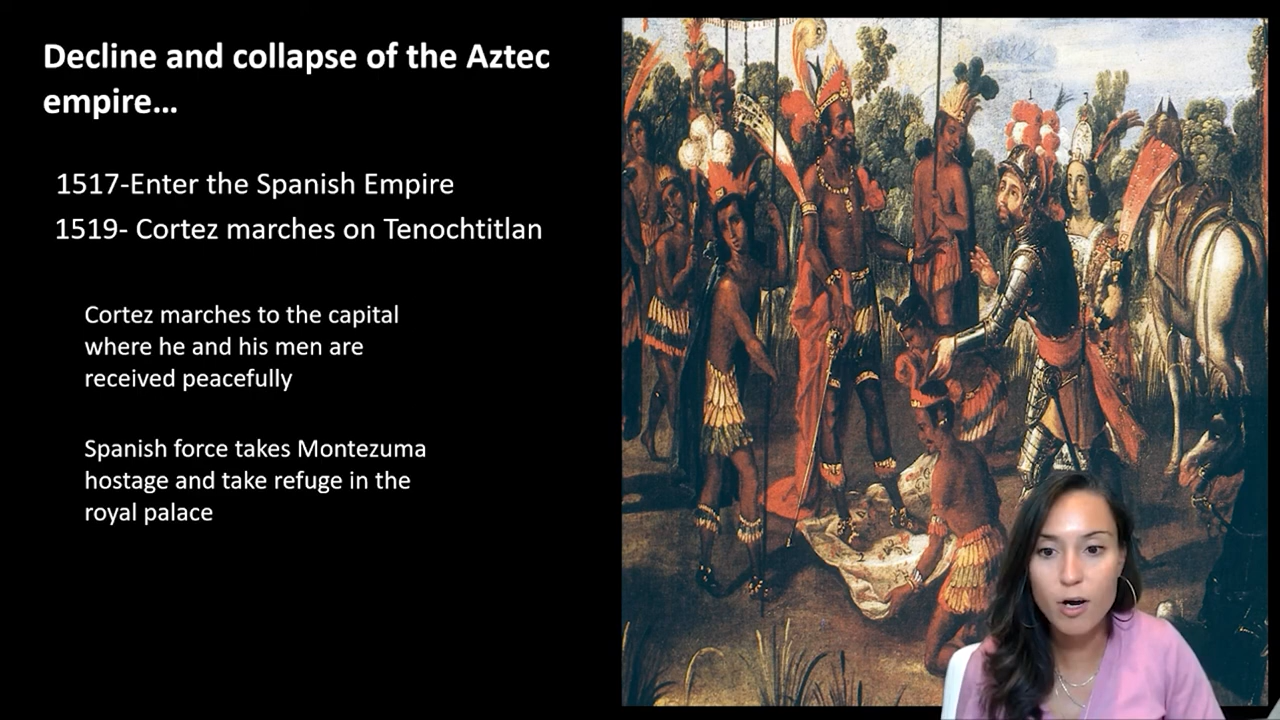 Decline and collapse of the Aztec
empire...
1517-Enter the Spanish Empire
1519- Cortez marches on Tenochtitlan
Cortez marches to the capital
where he and his men are
received peacefully
Spanish force takes Montezuma
hostage and take refuge in the
royal palace